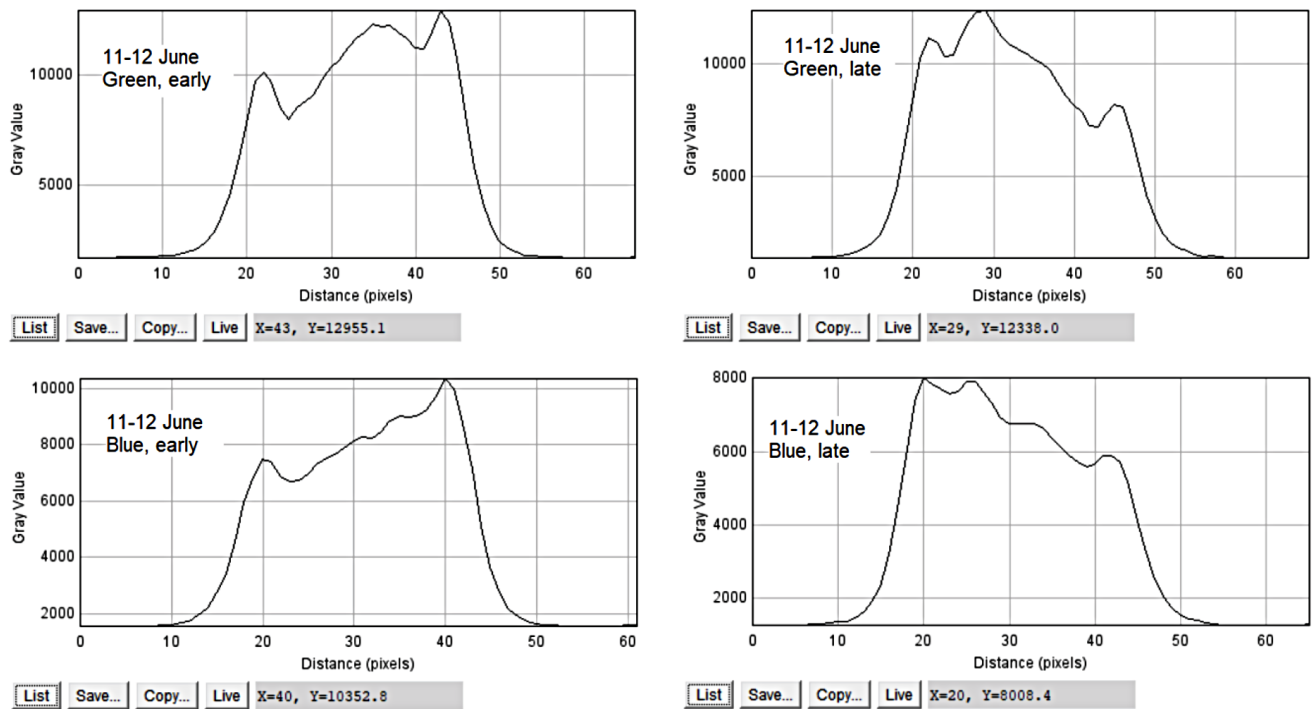 11-12 June
Green, early
Gray Value
10000
5000
0 10 20 30 40 50 60
Distance (pixels)
List Save... Copy... Live X=43, Y=12955.1
11-12 June
Green, late
Gray Value
10000
5000
0 10 20 30 40 50 60
Distance (pixels)
List Save... Copy... Live X=29, Y=12338.0
11-12 June
Blue, early
Gray Value
10000
8000
6000
4000
2000
0 10 20 30 40 50 60
Distance (pixels)
List Save... Copy... Live X=40, Y=10352.8
11-12 June
Blue, late
Gray Value
8000
6000
4000
2000
0 10 20 30 40 50 60
Distance (pixels)
List Save... Copy... Live X=20, Y=8008.4